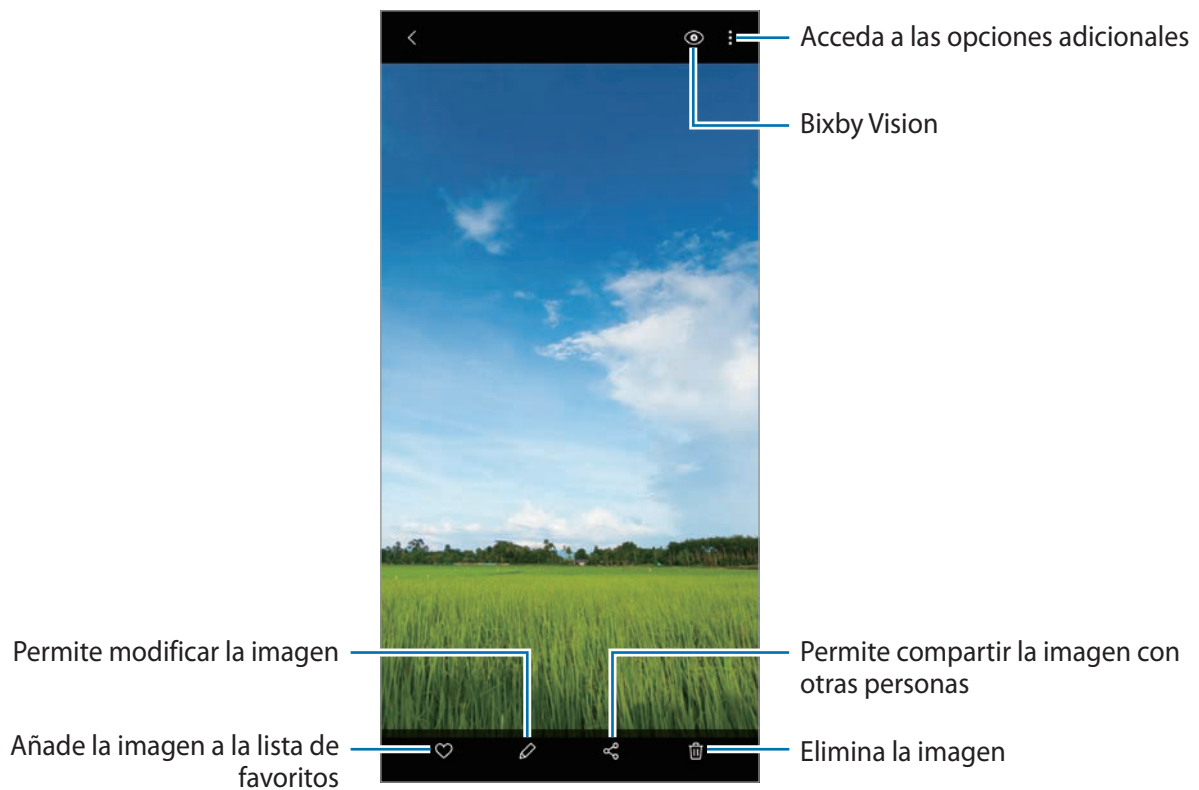 Acceda a las opciones adicionales
Bixby Vision
Permite modificar la imagen
Permite compartir la imagen con
otras personas
Añade la imagen a la lista de
favoritos
Elimina la imagen